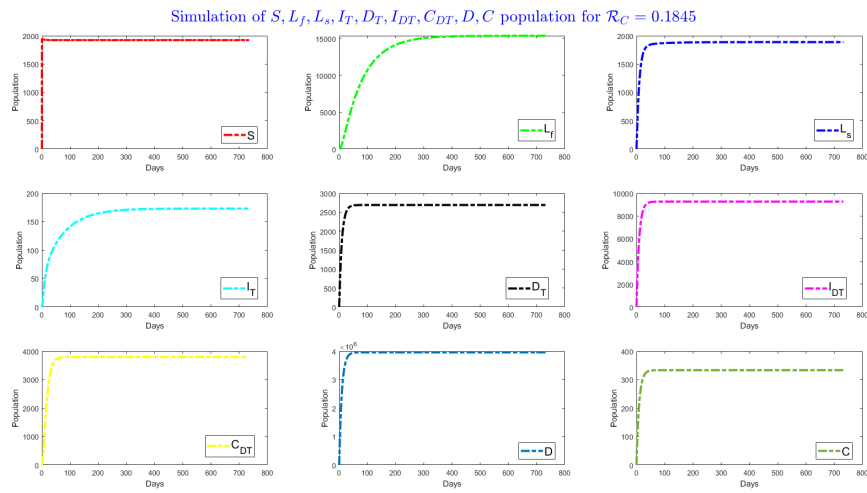 Simulation of S, L_f, L_s, I_T, D_T, I_DT, C_DT, D, C population for R_C = 0.1845
2000
1500
1000
500
0
Population
0 100 200 300 400 500 600 700 800
Days
S
15000
10000
5000
0
Population
0 100 200 300 400 500 600 700 800
Days
L_f
2000
1500
1000
500
0
Population
0 100 200 300 400 500 600 700 800
Days
L_s
200
150
100
50
0
Population
0 100 200 300 400 500 600 700 800
Days
I_T
3000
2500
2000
1500
1000
500
0
Population
0 100 200 300 400 500 600 700 800
Days
D_T
10000
8000
6000
4000
2000
0
Population
0 100 200 300 400 500 600 700 800
Days
I_DT
4000
3000
2000
1000
0
Population
0 100 200 300 400 500 600 700 800
Days
C_DT
×10^6
4
3
2
1
0
Population
0 100 200 300 400 500 600 700 800
Days
D
400
300
200
100
0
Population
0 100 200 300 400 500 600 700 800
Days
C